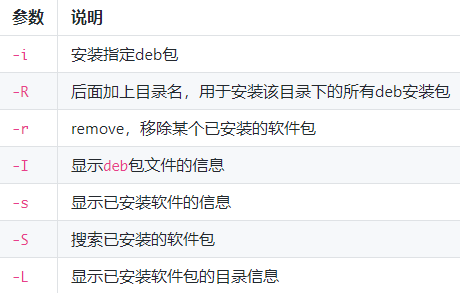 参数 说明
-i 安装指定deb包
-R 后面加上目录名，用于安装该目录下的所有deb安装包
-r remove，移除某个已安装的软件包
-I 显示deb包文件的信息
-s 显示已安装软件的信息
-S 搜索已安装的软件包
-L 显示已安装软件包的目录信息